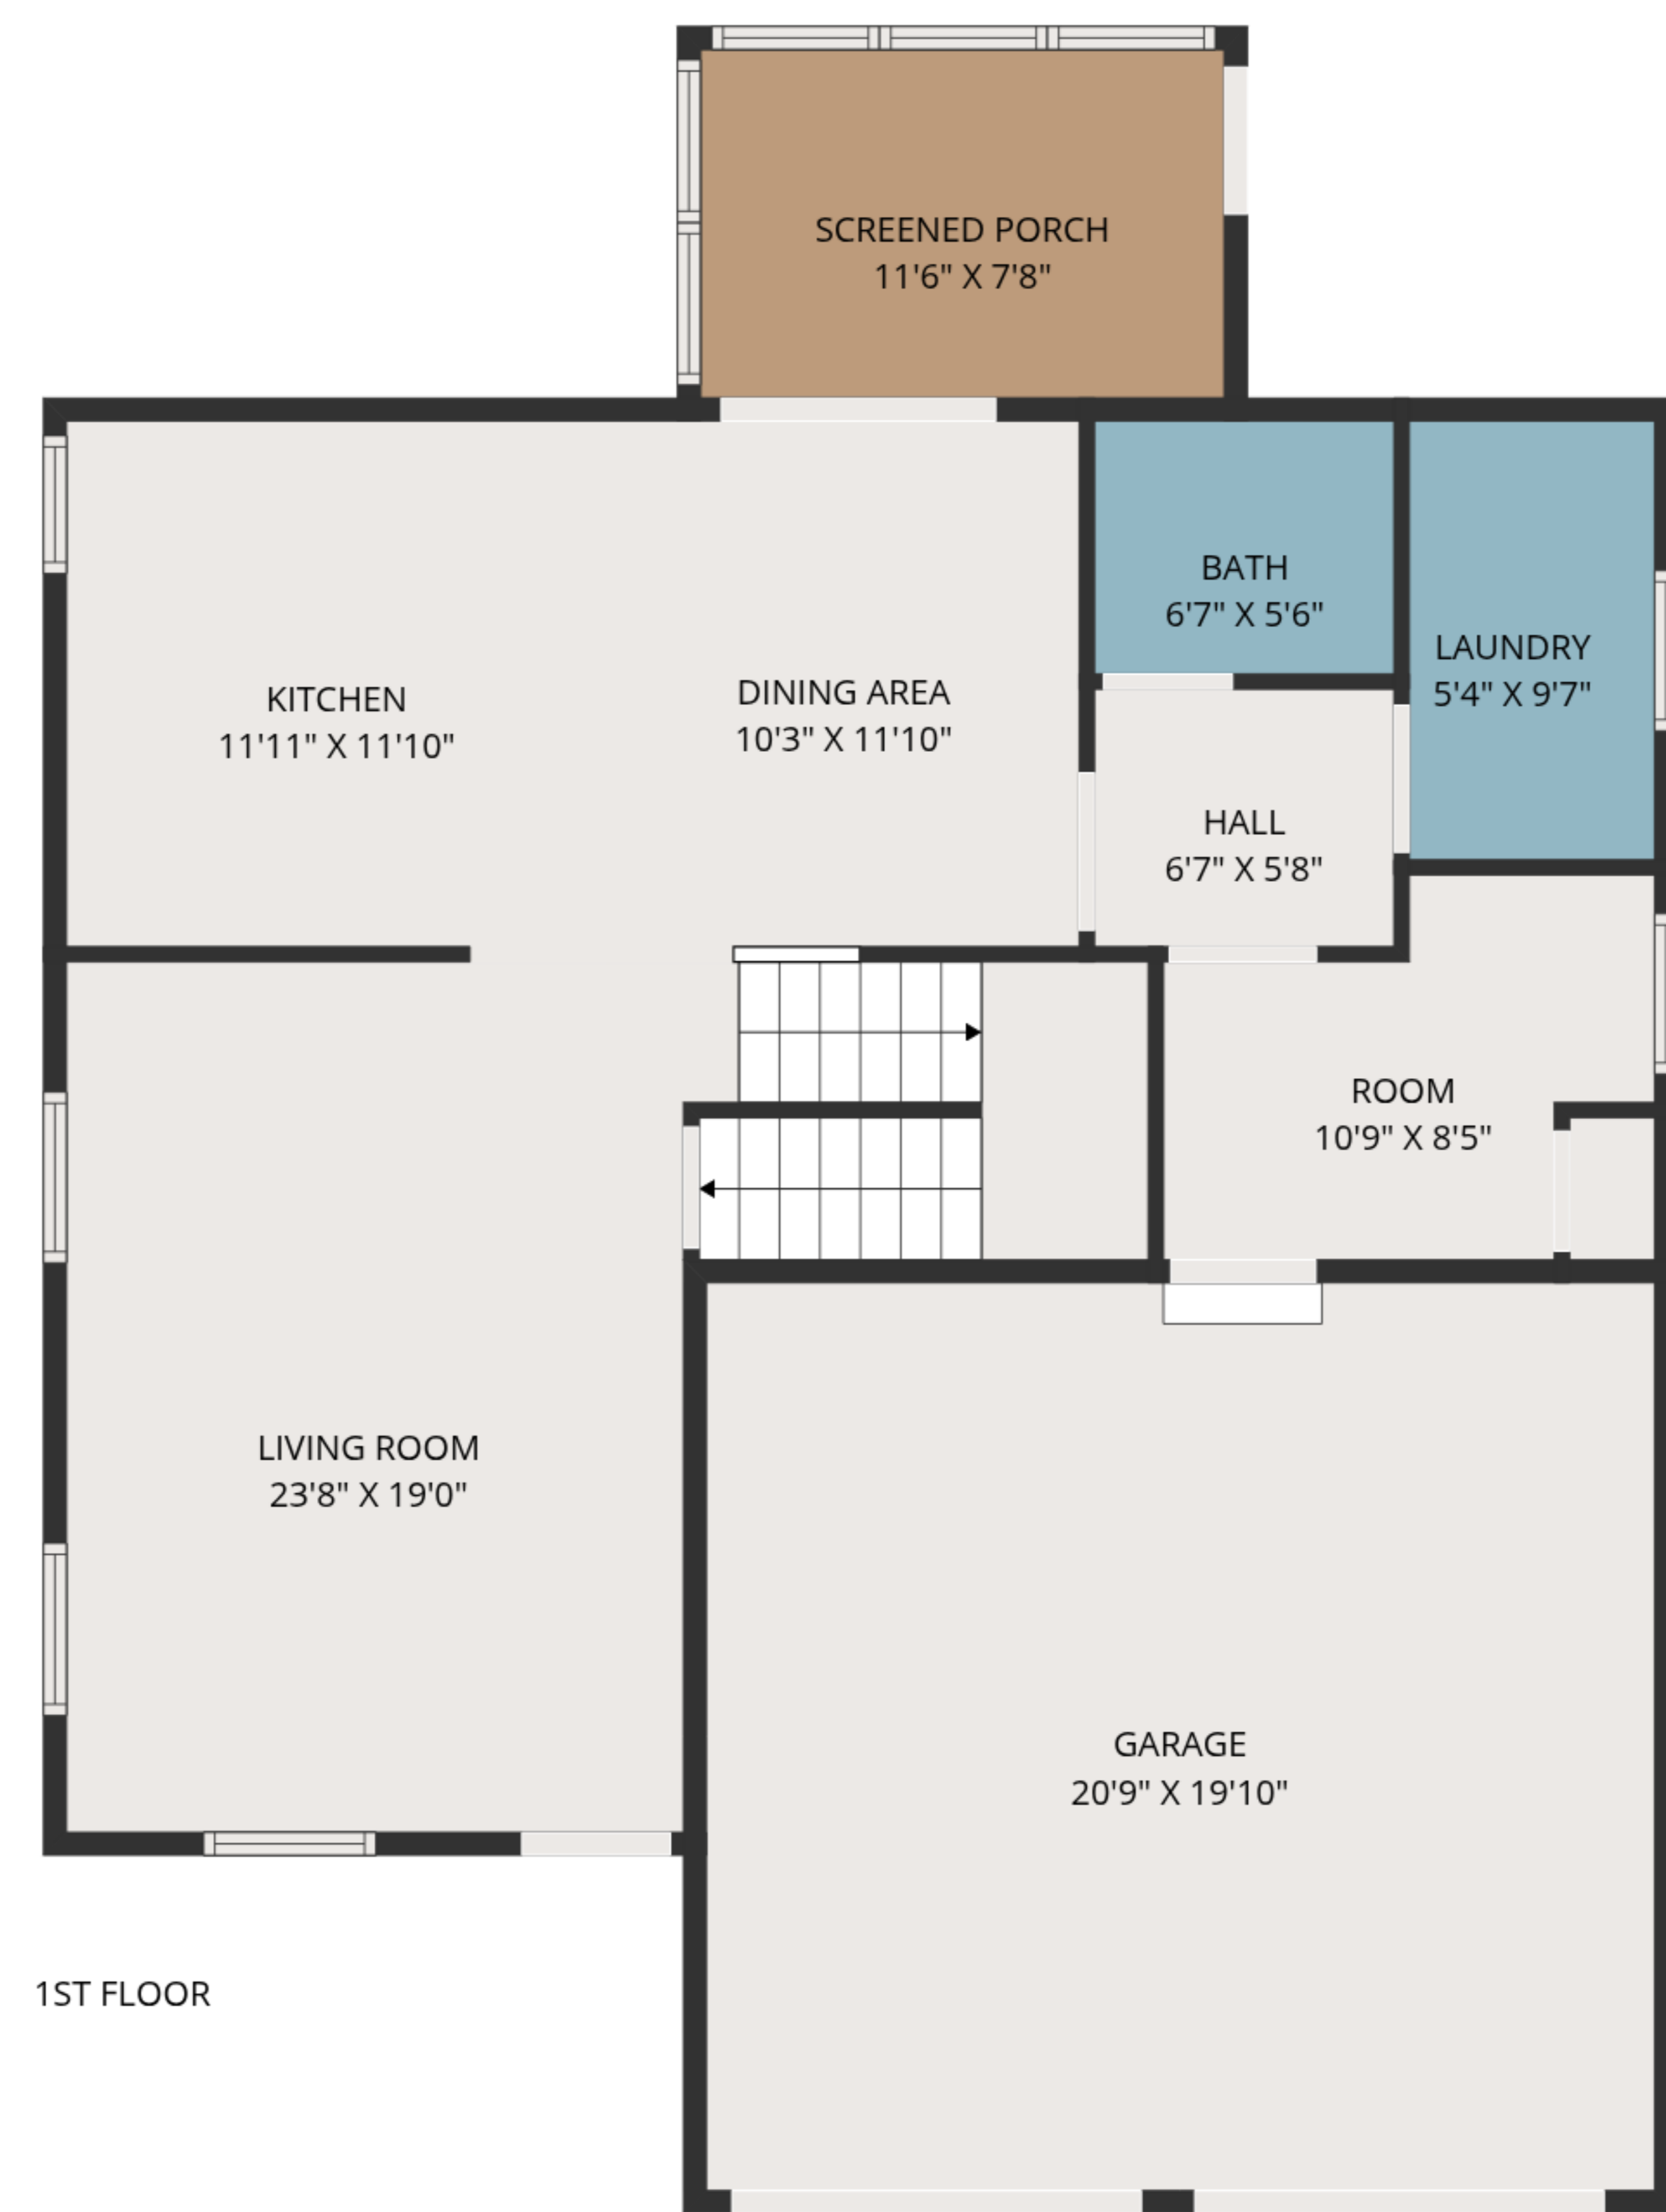 SCREENED PORCH
11'6" X 7'8"
BATH
6'7" X 5'6"
LAUNDRY
5'4" X 9'7"
KITCHEN
11'11" X 11'10"
DINING AREA
10'3" X 11'10"
HALL
6'7" X 5'8"
ROOM
10'9" X 8'5"
LIVING ROOM
23'8" X 19'0"
GARAGE
20'9" X 19'10"
1ST FLOOR